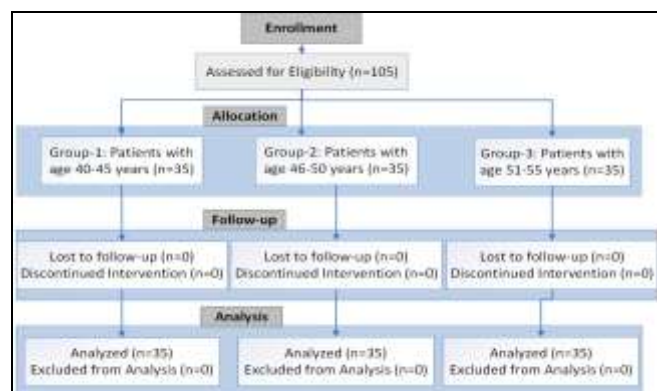 Enrollment
Assessed for Eligibility (n=105)
Allocation
Group-1: Patients with
age 40-45 years (n=35)
Group-2: Patients with
age 46-50 years (n=35)
Group-3: Patients with
age 51-55 years (n=35)
Follow-up
Lost to follow-up (n=0)
Discontinued Intervention (n=0)
Lost to follow-up (n=0)
Discontinued Intervention (n=0)
Lost to follow-up (n=0)
Discontinued Intervention (n=0)
Analysis
Analyzed (n=35)
Excluded from Analysis (n=0)
Analyzed (n=35)
Excluded from Analysis (n=0)
Analyzed (n=35)
Excluded from Analysis (n=0)